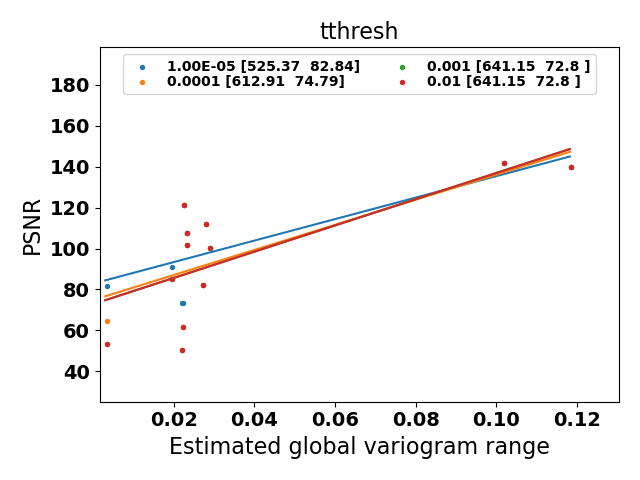 tthresh
1.00E-05 [525.37  82.84]
0.0001 [612.91  74.79]
0.001 [641.15  72.8 ]
0.01 [641.15  72.8 ]
PSNR
180
160
140
120
100
80
60
40
0.02 0.04 0.06 0.08 0.10 0.12
Estimated global variogram range